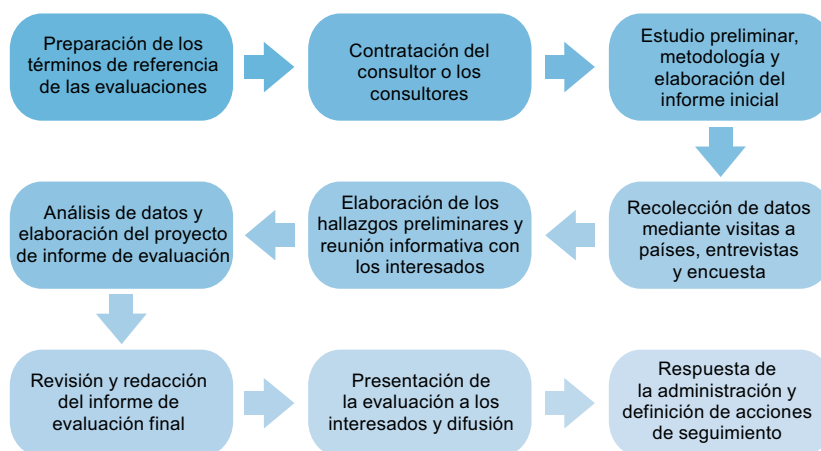 Preparación de los
términos de referencia
de las evaluaciones
Contratación del
consultor o los
consultores
Estudio preliminar,
metodología y
elaboración del
informe inicial
Recolección de datos
mediante visitas a
países, entrevistas
y encuesta
Elaboración de los
hallazgos preliminares y
reunión informativa con
los interesados
Análisis de datos y
elaboración del proyecto
de informe de evaluación
Revisión y redacción
del informe de
evaluación final
Presentación de
la evaluación a los
interesados y difusión
Respuesta de
la administración y
definición de acciones
de seguimiento